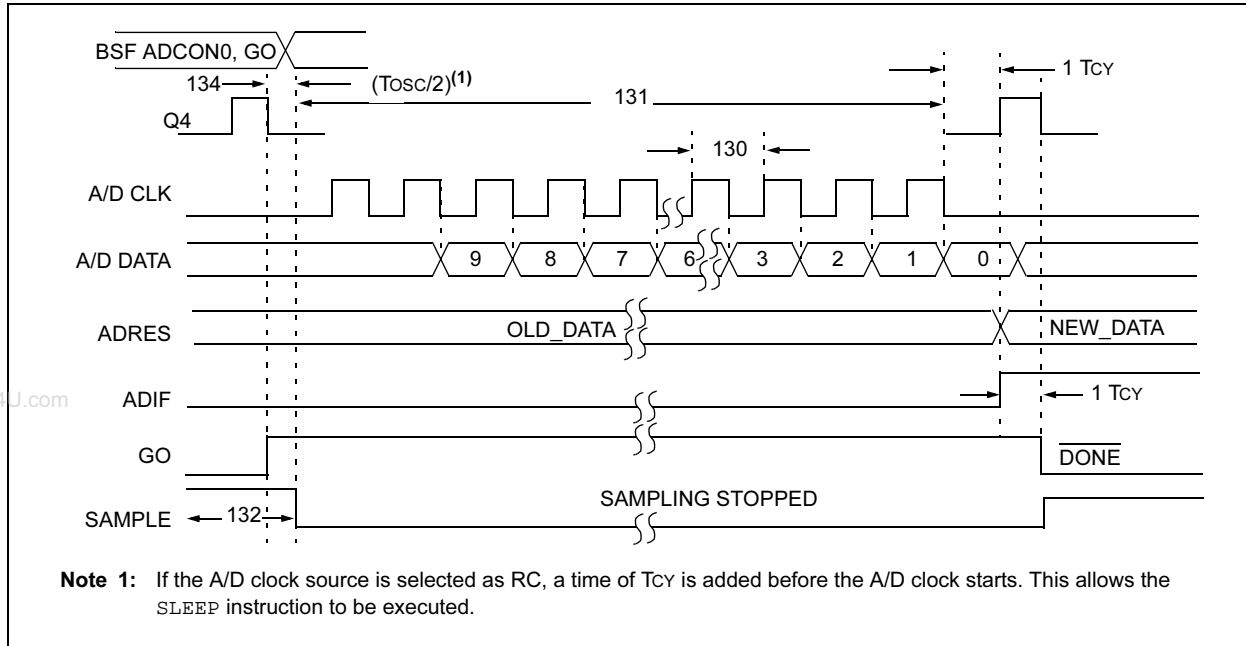 BSF ADCON0, GO
134 (TOSC/2)(1) 131 1 TCY
Q4
130
A/D CLK
A/D DATA 9 8 7 6 3 2 1 0
ADRES OLD_DATA NEW_DATA
4U.com
ADIF 1 TCY
GO DONE
SAMPLING STOPPED
SAMPLE 132
Note 1: If the A/D clock source is selected as RC, a time of TCY is added before the A/D clock starts. This allows the
SLEEP instruction to be executed.